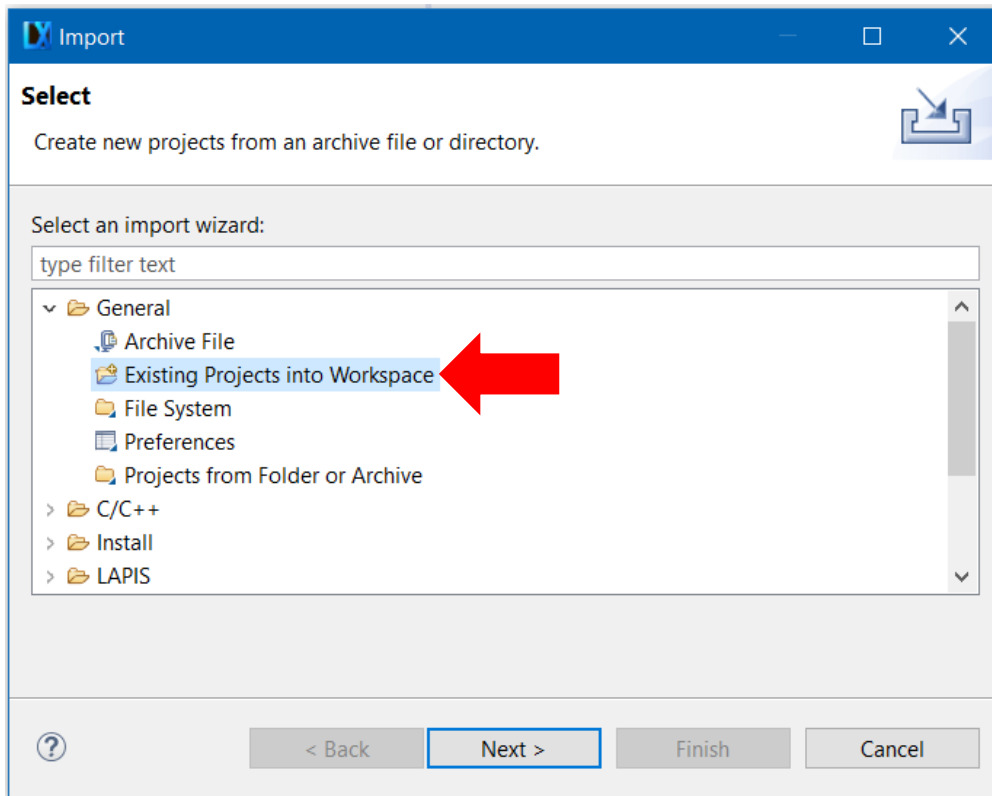 Import
Select
Create new projects from an archive file or directory.
Select an import wizard:
type filter text
General
Archive File
Existing Projects into Workspace
File System
Preferences
Projects from Folder or Archive
C/C++
Install
LAPIS
? < Back Next > Finish Cancel